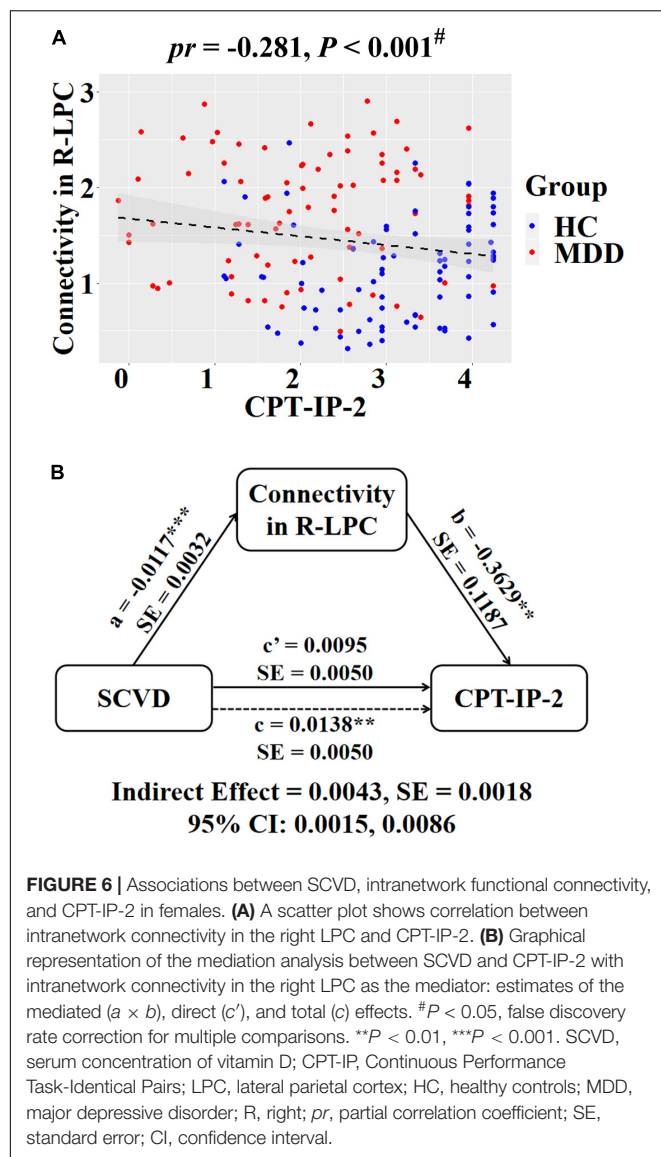 A
pr = -0.281, P < 0.001#
Connectivity in R-LPC
3
2
1
0 1 2 3 4
CPT-IP-2
Group
HC
MDD
B
Connectivity
in R-LPC
a = -0.0117***
SE = 0.0032
b = -0.3629**
SE = 0.1187
c' = 0.0095
SE = 0.0050
SCVD
CPT-IP-2
c = 0.0138**
SE = 0.0050
Indirect Effect = 0.0043, SE = 0.0018
95% CI: 0.0015, 0.0086
FIGURE 6 | Associations between SCVD, intranetwork functional connectivity,
and CPT-IP-2 in females. (A) A scatter plot shows correlation between
intranetwork connectivity in the right LPC and CPT-IP-2. (B) Graphical
representation of the mediation analysis between SCVD and CPT-IP-2 with
intranetwork connectivity in the right LPC as the mediator: estimates of the
mediated (a × b), direct (c′), and total (c) effects. #P < 0.05, false discovery
rate correction for multiple comparisons. **P < 0.01, ***P < 0.001. SCVD,
serum concentration of vitamin D; CPT-IP, Continuous Performance
Task-Identical Pairs; LPC, lateral parietal cortex; HC, healthy controls; MDD,
major depressive disorder; R, right; pr, partial correlation coefficient; SE,
standard error; CI, confidence interval.